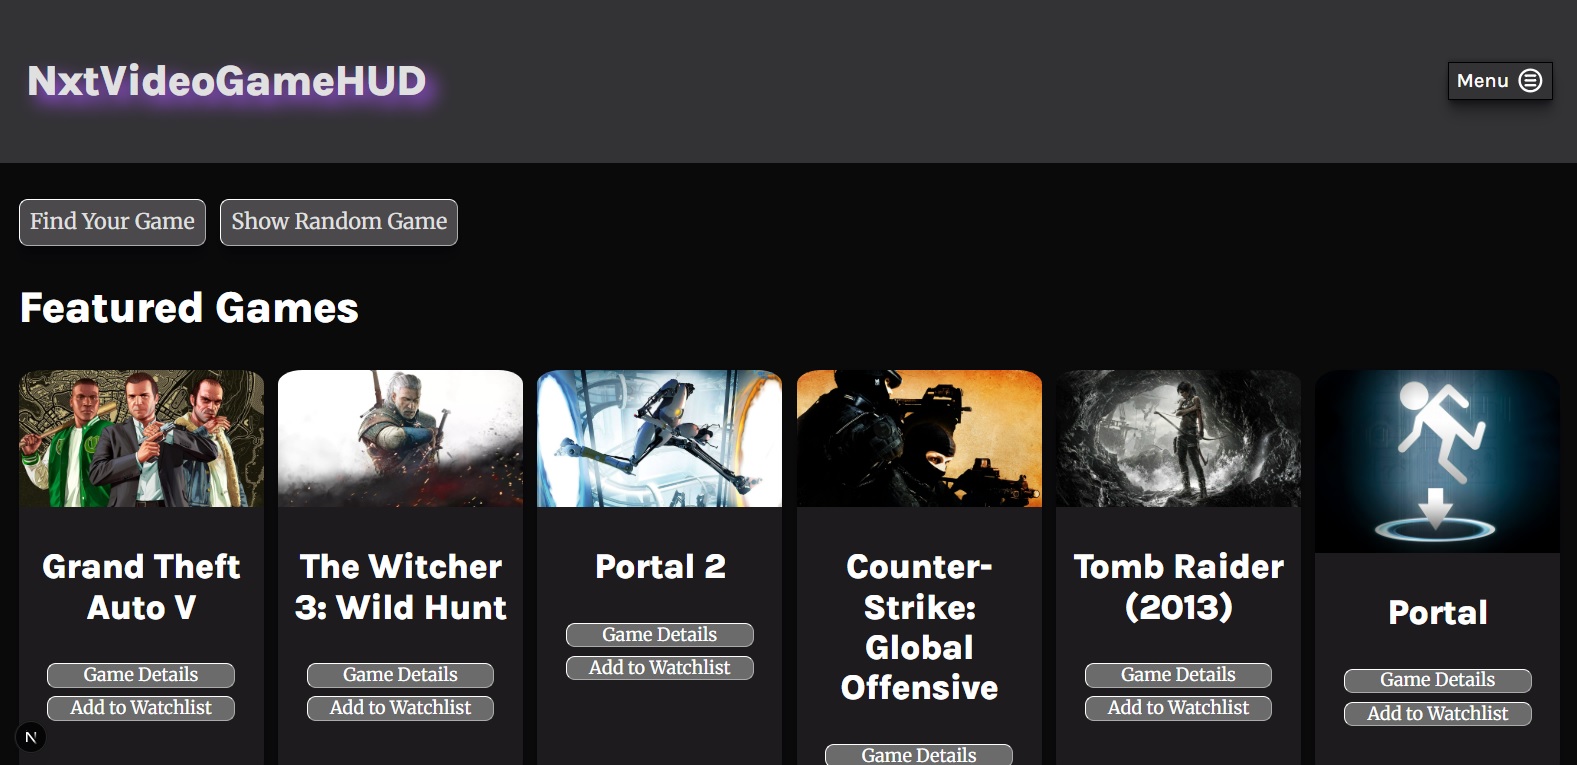 NxtVideoGameHUD
Menu
Find Your Game
Show Random Game
Featured Games
Grand Theft
Auto V
Game Details
Add to Watchlist
The Witcher
3: Wild Hunt
Game Details
Add to Watchlist
Portal 2
Game Details
Add to Watchlist
Counter-
Strike:
Global
Offensive
Game Details
Tomb Raider
(2013)
Game Details
Add to Watchlist
Portal
Game Details
Add to Watchlist
N